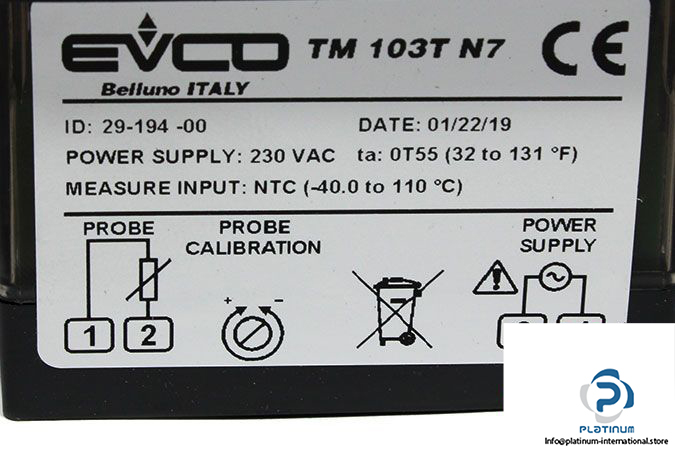 EVCO TM 103T N7 CE
Belluno ITALY
ID: 29-194 -00 DATE: 01/22/19
POWER SUPPLY: 230 VAC ta: 0T55 (32 to 131 °F)
MEASURE INPUT: NTC (-40.0 to 110 °C)
PROBE PROBE CALIBRATION POWER SUPPLY
+ −
1 2
PLATINUM
Info@platinum-international.store